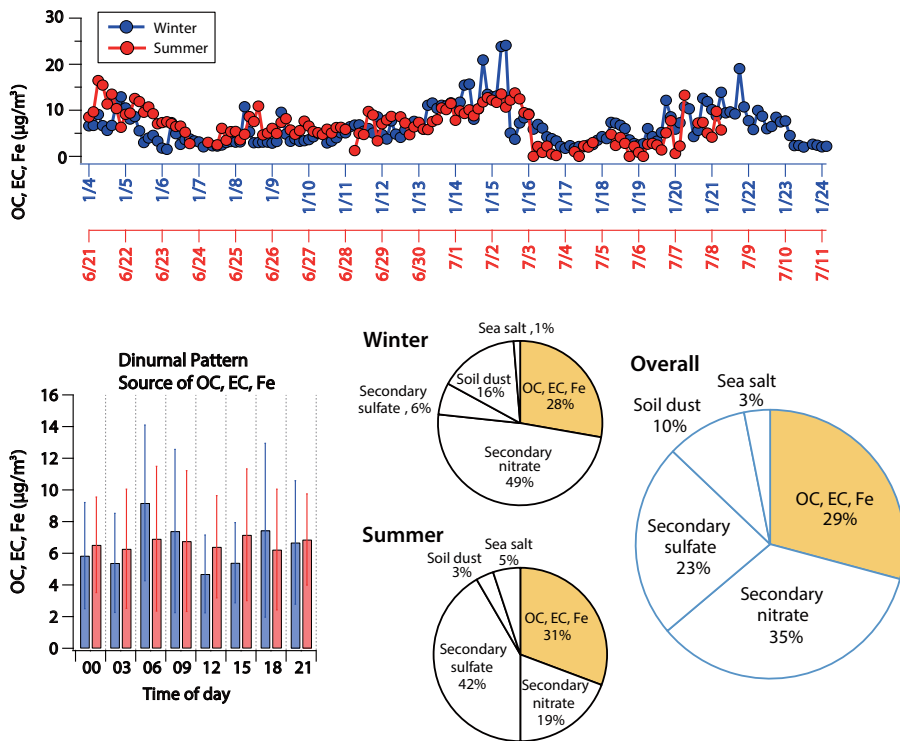 OC, EC, Fe (μg/m³)
30
20
10
0
Winter
Summer
1/4
1/5
1/6
1/7
1/8
1/9
1/10
1/11
1/12
1/13
1/14
1/15
1/16
1/17
1/18
1/19
1/20
1/21
1/22
1/23
1/24
6/21
6/22
6/23
6/24
6/25
6/26
6/27
6/28
6/29
6/30
7/1
7/2
7/3
7/4
7/5
7/6
7/7
7/8
7/9
7/10
7/11
Dinurnal Pattern
Source of OC, EC, Fe
OC, EC, Fe (μg/m³)
16
14
12
10
8
6
4
2
0
00 03 06 09 12 15 18 21
Time of day
Winter
Sea salt , 1%
OC, EC, Fe
28%
Soil dust
16%
Secondary
sulfate , 6%
Secondary
nitrate
49%
Summer
Sea salt
5%
Soil dust
3%
OC, EC, Fe
31%
Secondary
sulfate
42%
Secondary
nitrate
19%
Overall
Sea salt
3%
Soil dust
10%
OC, EC, Fe
29%
Secondary
sulfate
23%
Secondary
nitrate
35%